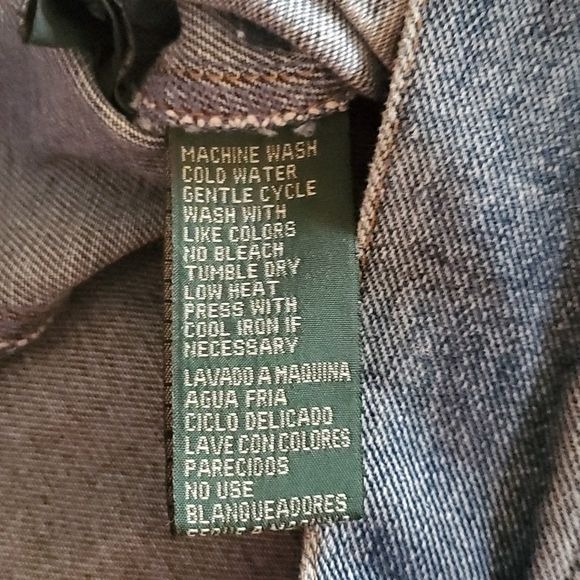 MACHINE WASH
COLD WATER
GENTLE CYCLE
WASH WITH
LIKE COLORS
NO BLEACH
TUMBLE DRY
LOW HEAT
PRESS WITH
COOL IRON IF
NECESSARY
LAVADO A MAQUINA
AGUA FRIA
CICLO DELICADO
LAVE CON COLORES
PARECIDOS
NO USE
BLANQUEADORES